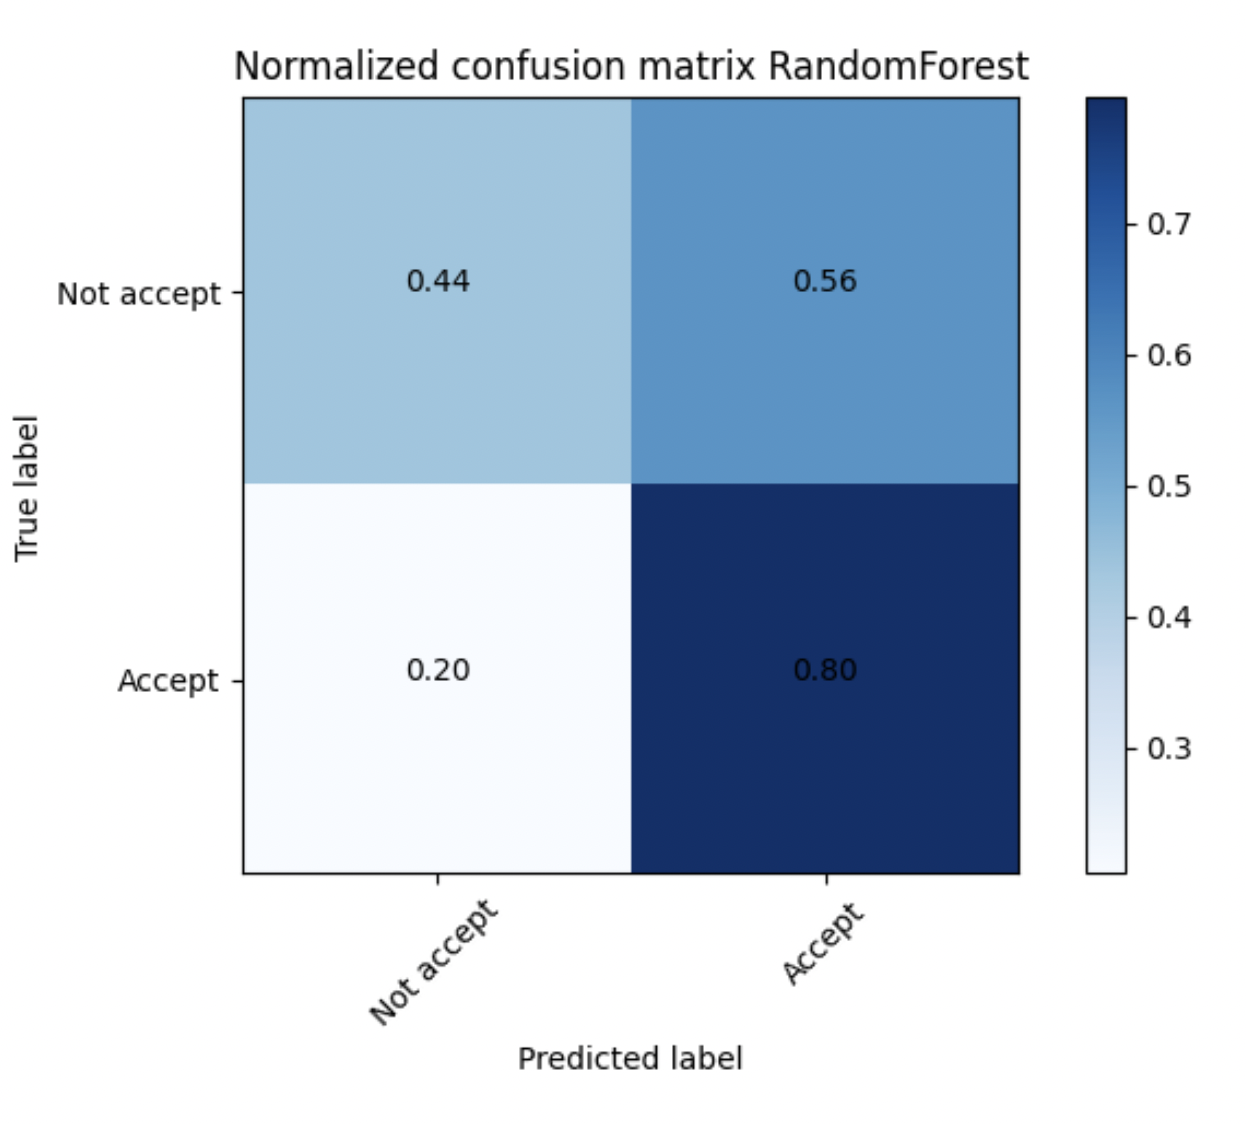 Normalized confusion matrix RandomForest
True label
Not accept
0.44
0.56
Accept
0.20
0.80
Not accept
Accept
Predicted label
0.7
0.6
0.5
0.4
0.3